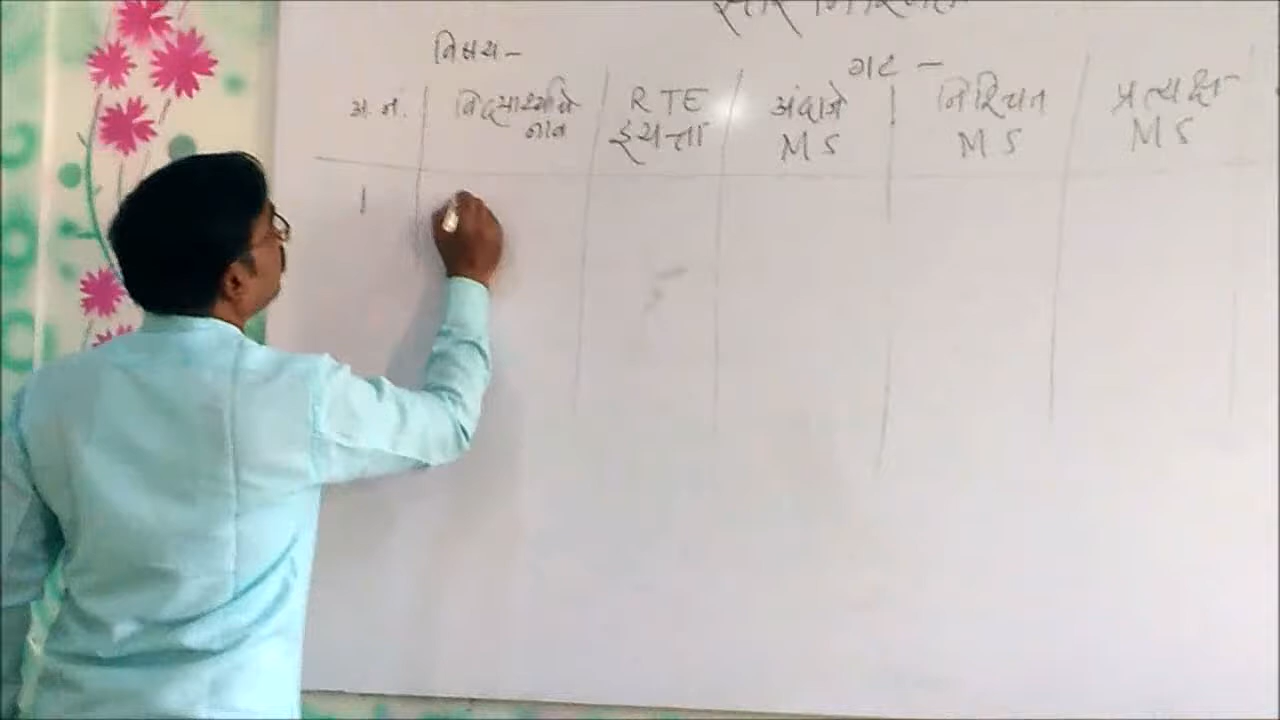 विषय -
गट -
अ.नं. विद्यार्थ्याचे नाव RTE इयत्ता अंदाजे MS निश्चित MS प्रत्यक्ष MS
1